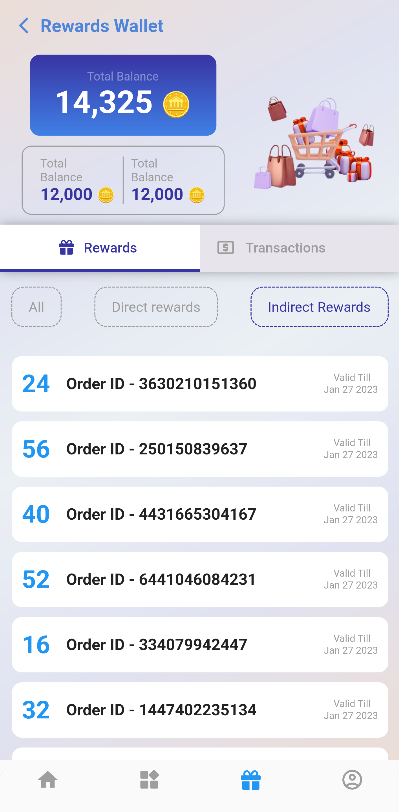 Rewards Wallet
Total Balance
14,325
Total
Balance
12,000
Total
Balance
12,000
Rewards
Transactions
All
Direct rewards
Indirect Rewards
24
Order ID - 3630210151360
Valid Till
Jan 27 2023
56
Order ID - 250150839637
Valid Till
Jan 27 2023
40
Order ID - 4431665304167
Valid Till
Jan 27 2023
52
Order ID - 6441046084231
Valid Till
Jan 27 2023
16
Order ID - 334079942447
Valid Till
Jan 27 2023
32
Order ID - 1447402235134
Valid Till
Jan 27 2023